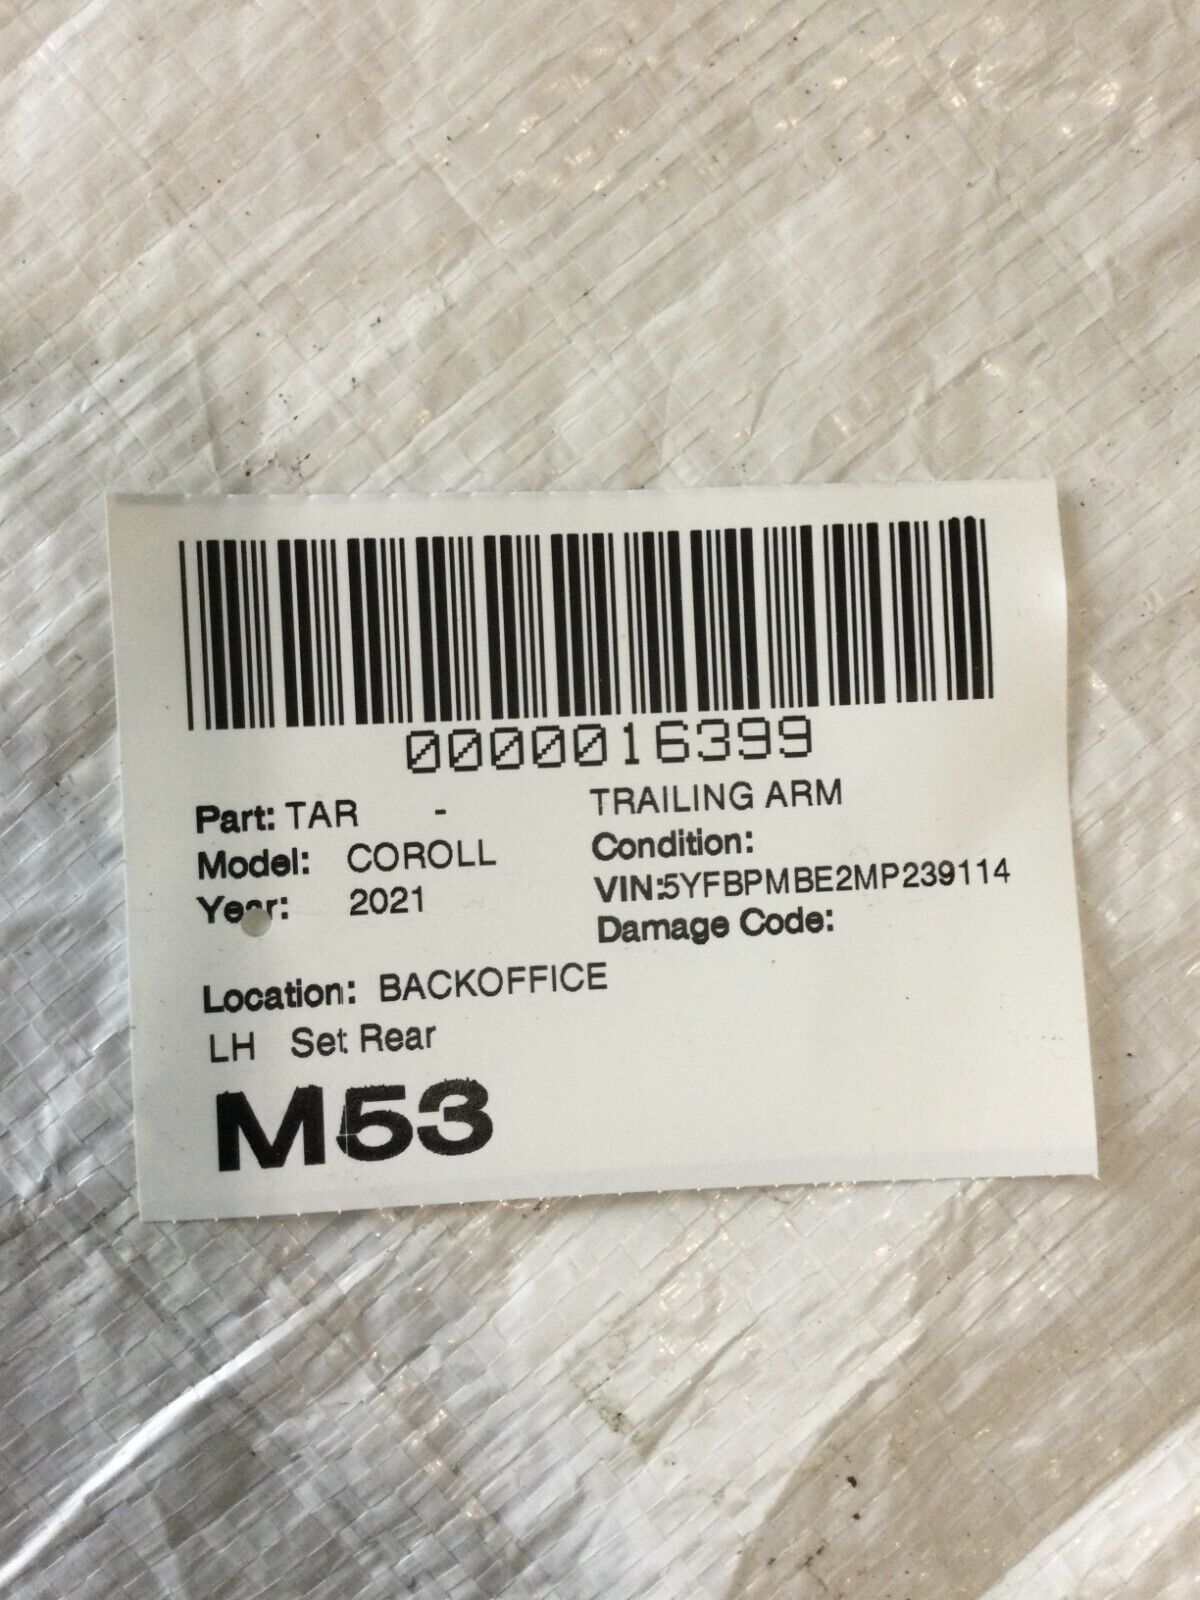 0000016399
Part: TAR - TRAILING ARM
Model: COROLL Condition:
Year: 2021 VIN:5YFBPMBE2MP239114
Damage Code:
Location: BACKOFFICE
LH Set Rear
M53